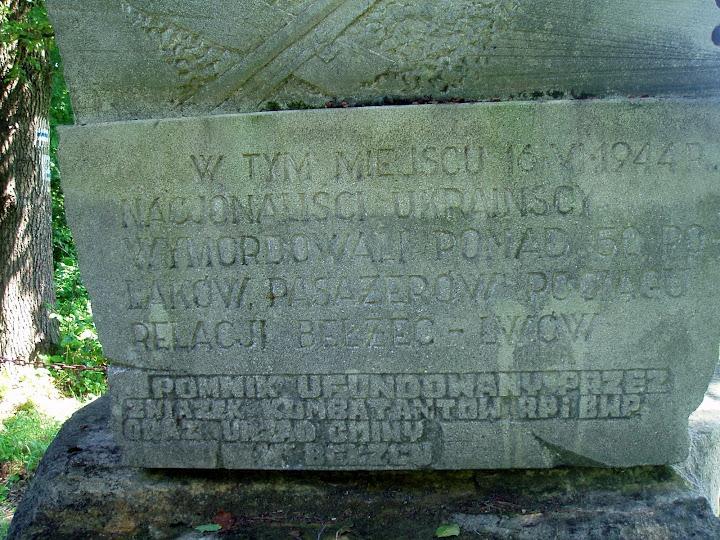 W TYM MIEJSCU 16·VI·1944 R.
NACJONALIŚCI UKRAIŃSCY
WYMORDOWALI PONAD 50 PO
LAKÓW, PASAŻERÓW POCIĄGU
RELACJI BEŁŻEC - LWÓW
POMNIK UFUNDOWANY PRZEZ
ZWIĄZEK KOMBATANTÓW RP i BWP
ORAZ URZĄD GMINY
W BEŁŻCU